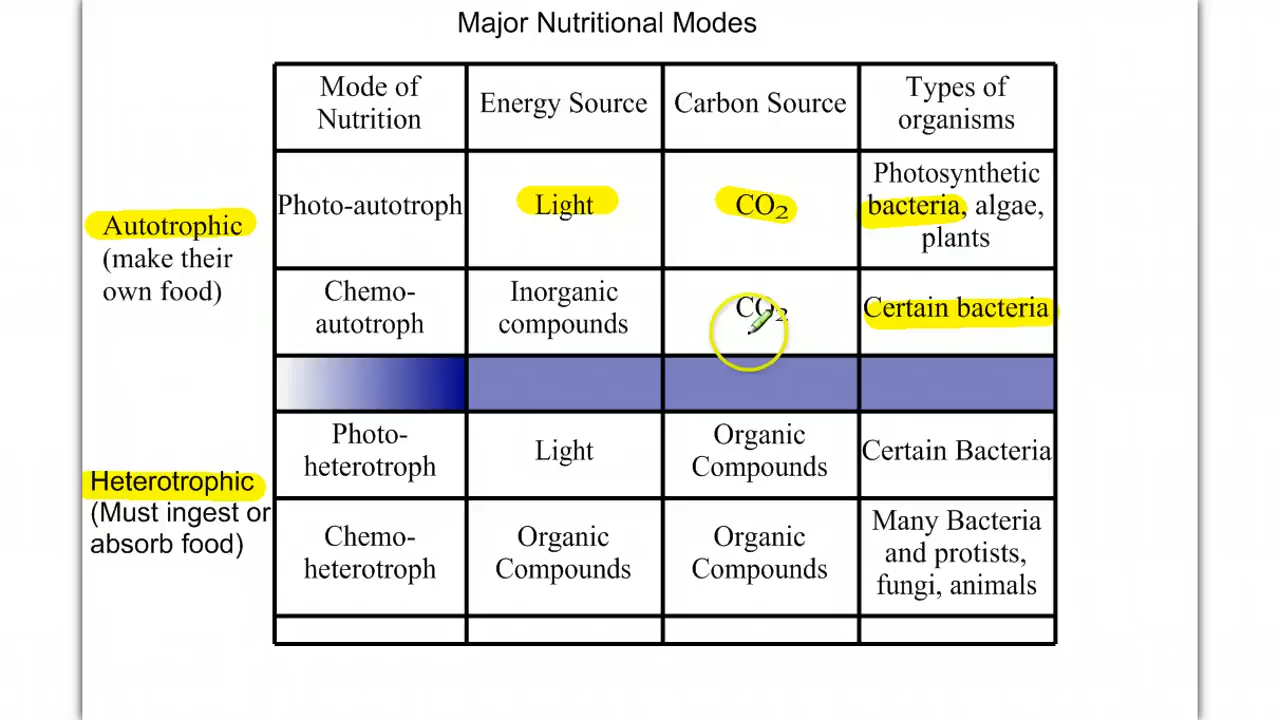 Major Nutritional Modes
Mode of
Nutrition
Energy Source
Carbon Source
Types of
organisms
Autotrophic
(make their
own food)
Photo-autotroph
Light
CO₂
Photosynthetic
bacteria, algae,
plants
Chemo-
autotroph
Inorganic
compounds
CO₂
Certain bacteria
Heterotrophic
(Must ingest or
absorb food)
Photo-
heterotroph
Light
Organic
Compounds
Certain Bacteria
Chemo-
heterotroph
Organic
Compounds
Organic
Compounds
Many Bacteria
and protists,
fungi, animals